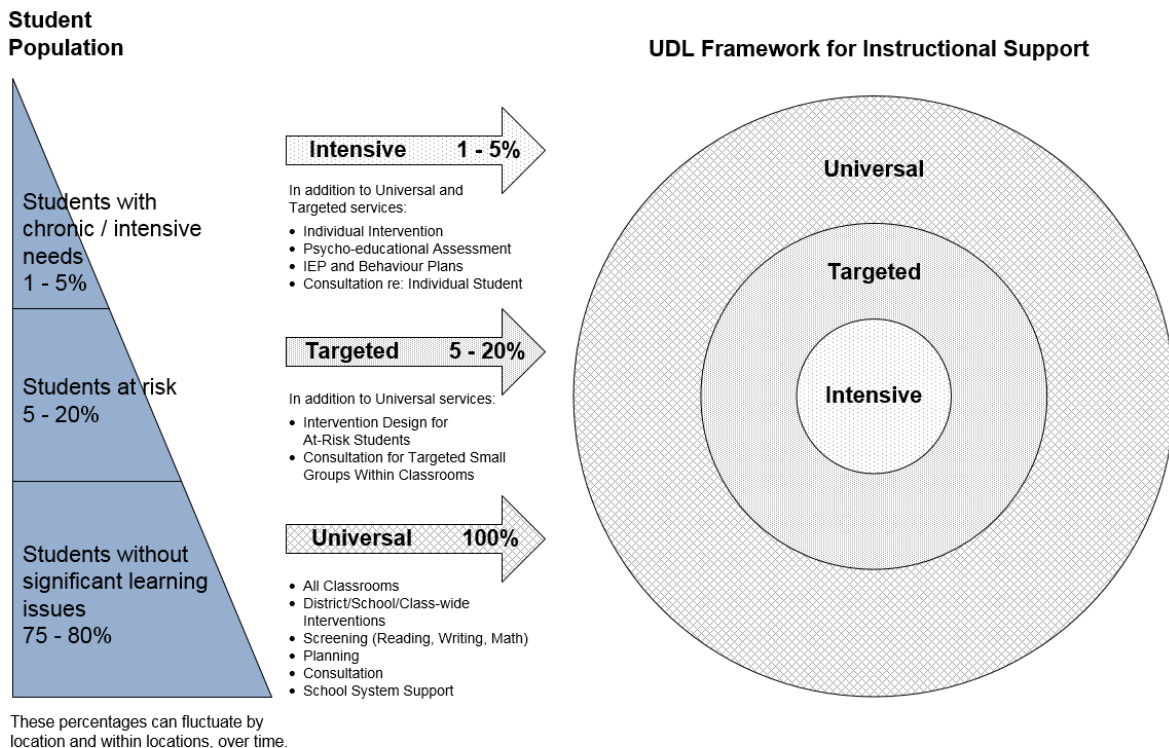 Student
Population
UDL Framework for Instructional Support
Students with
chronic / intensive
needs
1 - 5%
Students at risk
5 - 20%
Students without
significant learning
issues
75 - 80%
These percentages can fluctuate by
location and within locations, over time.
Intensive 1 - 5%
In addition to Universal and
Targeted services:
• Individual Intervention
• Psycho-educational Assessment
• IEP and Behaviour Plans
• Consultation re: Individual Student
Targeted 5 - 20%
In addition to Universal services:
• Intervention Design for
At-Risk Students
• Consultation for Targeted Small
Groups Within Classrooms
Universal 100%
• All Classrooms
• District/School/Class-wide
Interventions
• Screening (Reading, Writing, Math)
• Planning
• Consultation
• School System Support
Universal
Targeted
Intensive